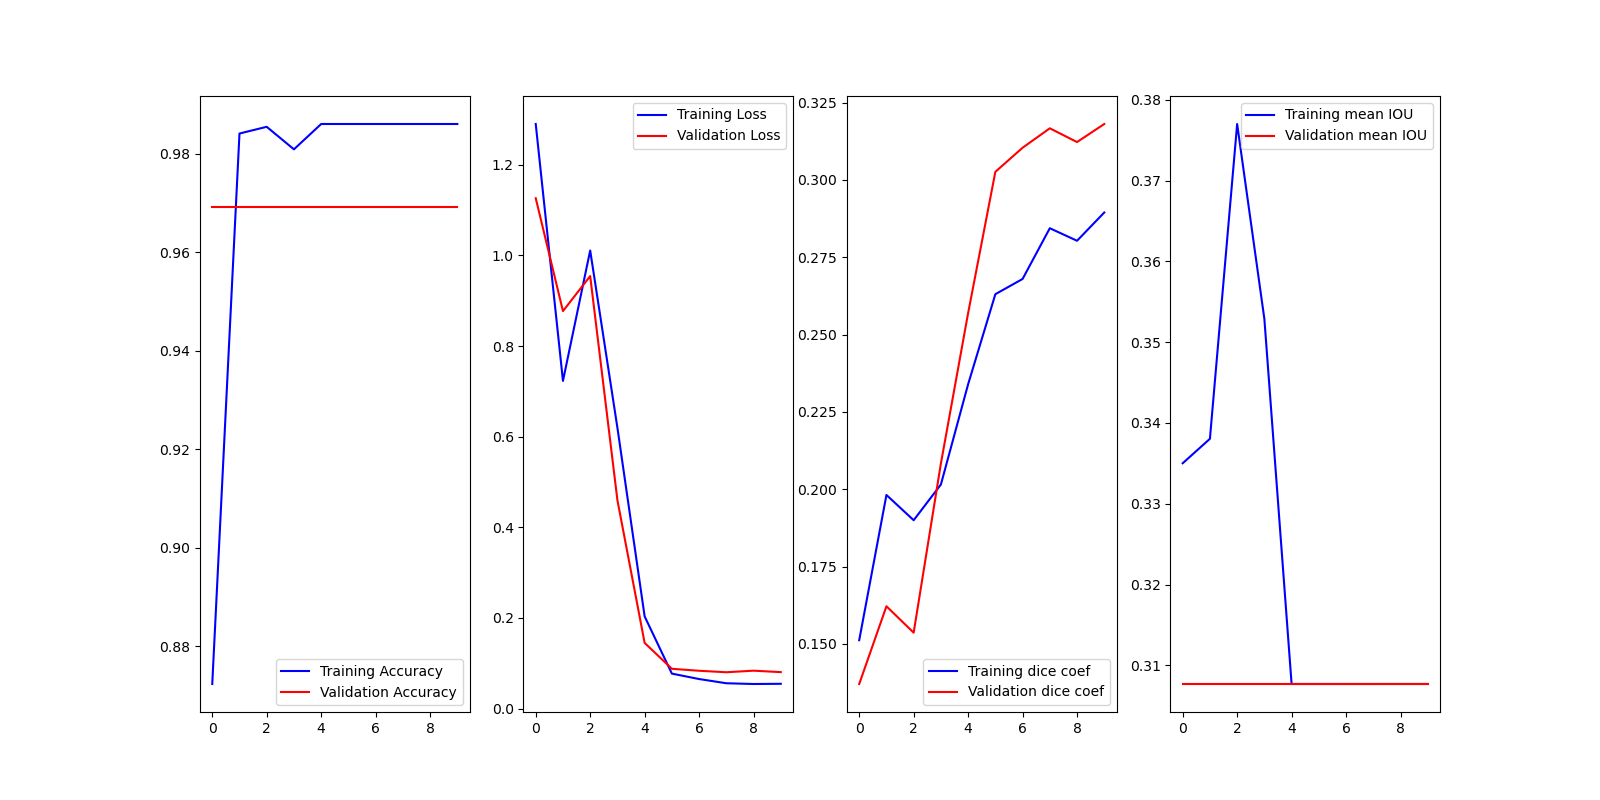 0.98
0.96
0.94
0.92
0.90
0.88
0 2 4 6 8
Training Accuracy
Validation Accuracy
1.2
1.0
0.8
0.6
0.4
0.2
0.0
0 2 4 6 8
Training Loss
Validation Loss
0.325
0.300
0.275
0.250
0.225
0.200
0.175
0.150
0 2 4 6 8
Training dice coef
Validation dice coef
0.38
0.37
0.36
0.35
0.34
0.33
0.32
0.31
0 2 4 6 8
Training mean IOU
Validation mean IOU